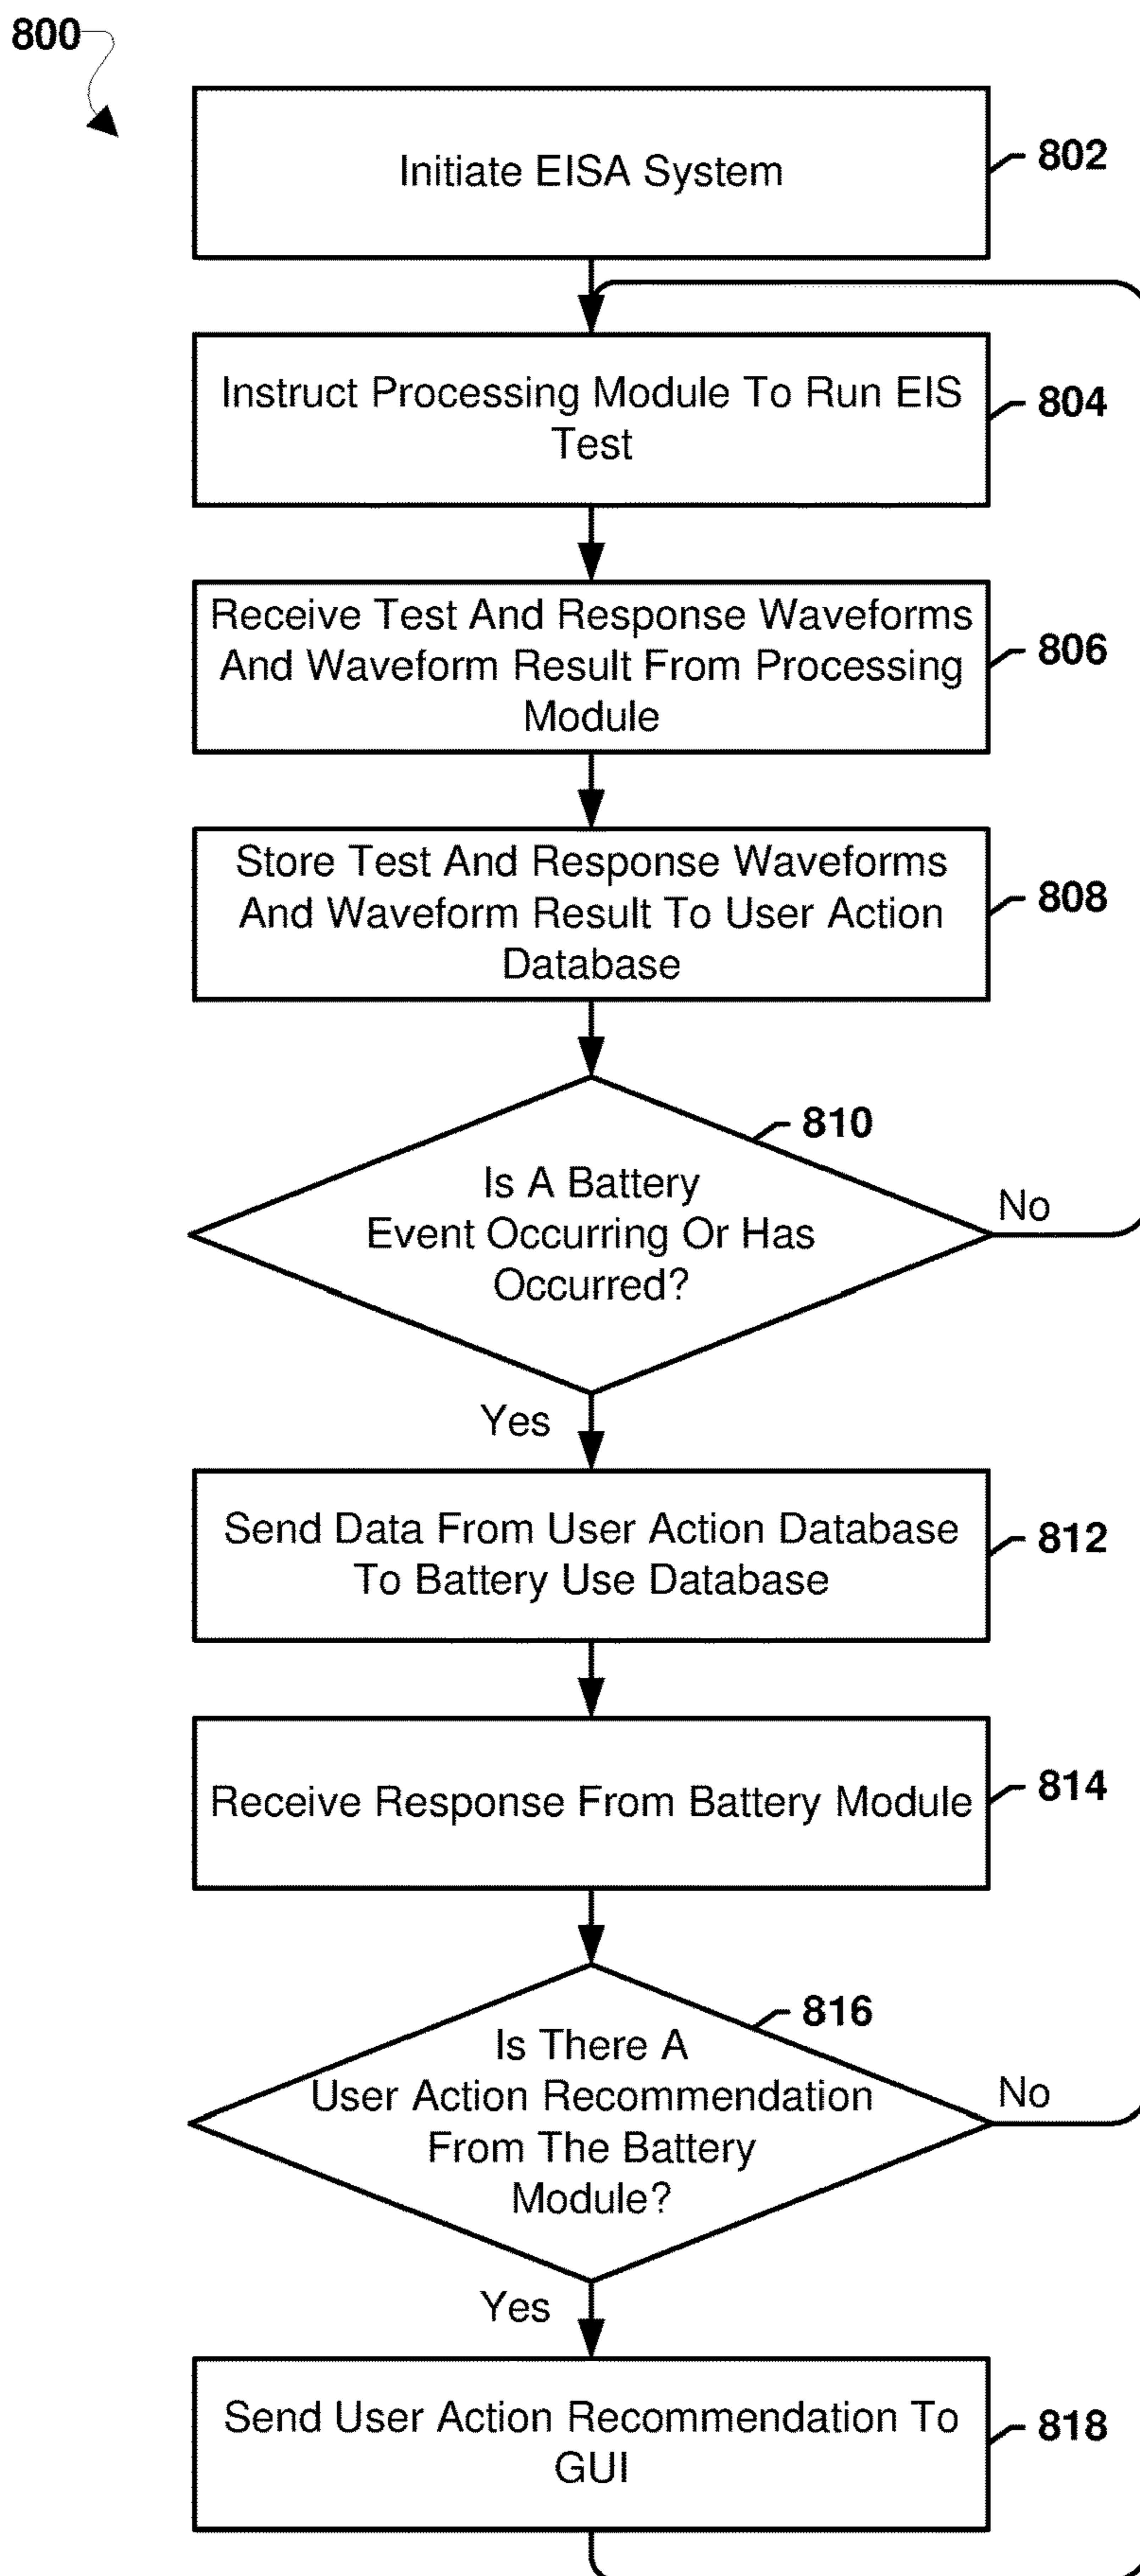 800
Initiate EISA System
802
Instruct Processing Module To Run EIS
Test
804
Receive Test And Response Waveforms
And Waveform Result From Processing
Module
806
Store Test And Response Waveforms
And Waveform Result To User Action
Database
808
810
Is A Battery
Event Occurring Or Has
Occurred?
No
Yes
Send Data From User Action Database
To Battery Use Database
812
Receive Response From Battery Module
814
816
Is There A
User Action Recommendation
From The Battery
Module?
No
Yes
Send User Action Recommendation To
GUI
818